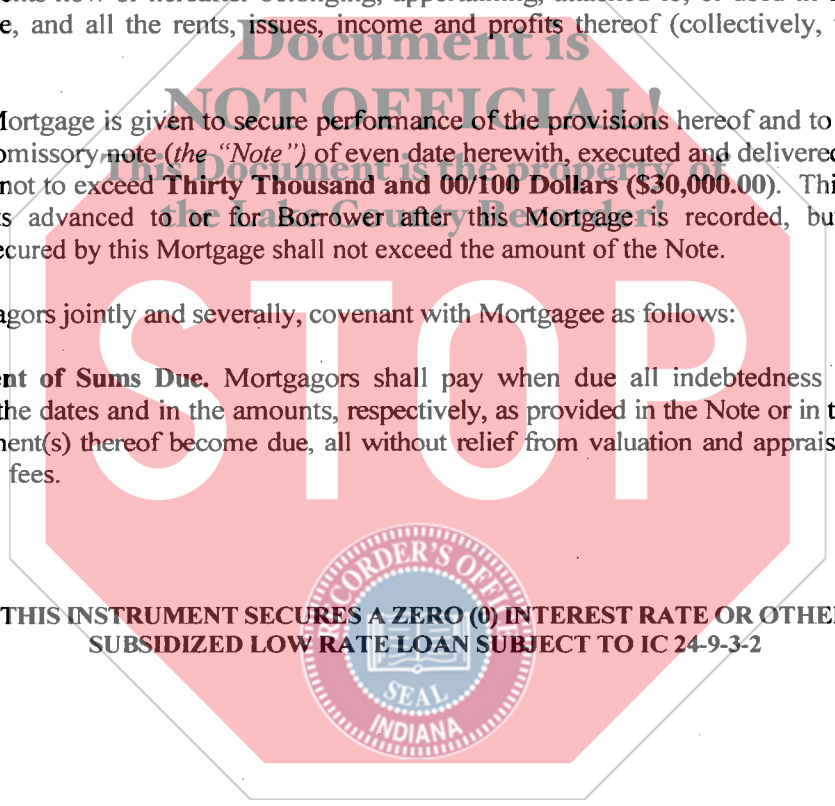 e, and all the rents, issues, income and profits thereof (collectively,
Document is
NOT OFFICIAL!
Mortgage is given to secure performance of the provisions hereof and to
omissory note (the “Note”) of even date herewith, executed and delivered
This Document is the property of
not to exceed Thirty Thousand and 00/100 Dollars ($30,000.00). Thi
s advanced to or for Borrower after this Mortgage is recorded, bu
the Lake County Recorder!
ecured by this Mortgage shall not exceed the amount of the Note.
agors jointly and severally, covenant with Mortgagee as follows:
STOP
ent of Sums Due. Mortgagors shall pay when due all indebtedness
the dates and in the amounts, respectively, as provided in the Note or in t
ment(s) thereof become due, all without relief from valuation and apprais
fees.
RECORDER'S OFFICE
THIS INSTRUMENT SECURES A ZERO (0) INTEREST RATE OR OTHE
SUBSIDIZED LOW RATE LOAN SUBJECT TO IC 24-9-3-2
SEAL
INDIANA